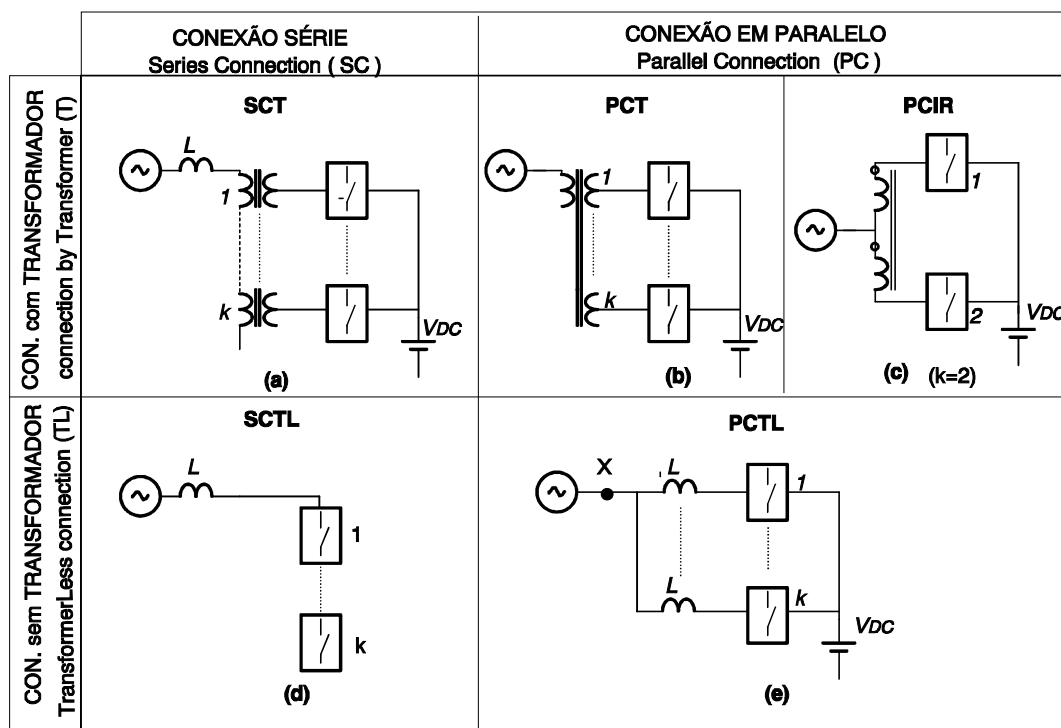 CONEXÃO SÉRIE
Series Connection ( SC )
CONEXÃO EM PARALELO
Parallel Connection (PC )
CON. com TRANSFORMADOR
connection by Transformer (T)
SCT
L
1
k
VDC
(a)
PCT
1
k
VDC
(b)
PCIR
1
2
VDC
(c) (k=2)
CON. sem TRANSFORMADOR
TransformerLess connection (TL)
SCTL
L
1
k
(d)
PCTL
X
L
1
L
k
VDC
(e)